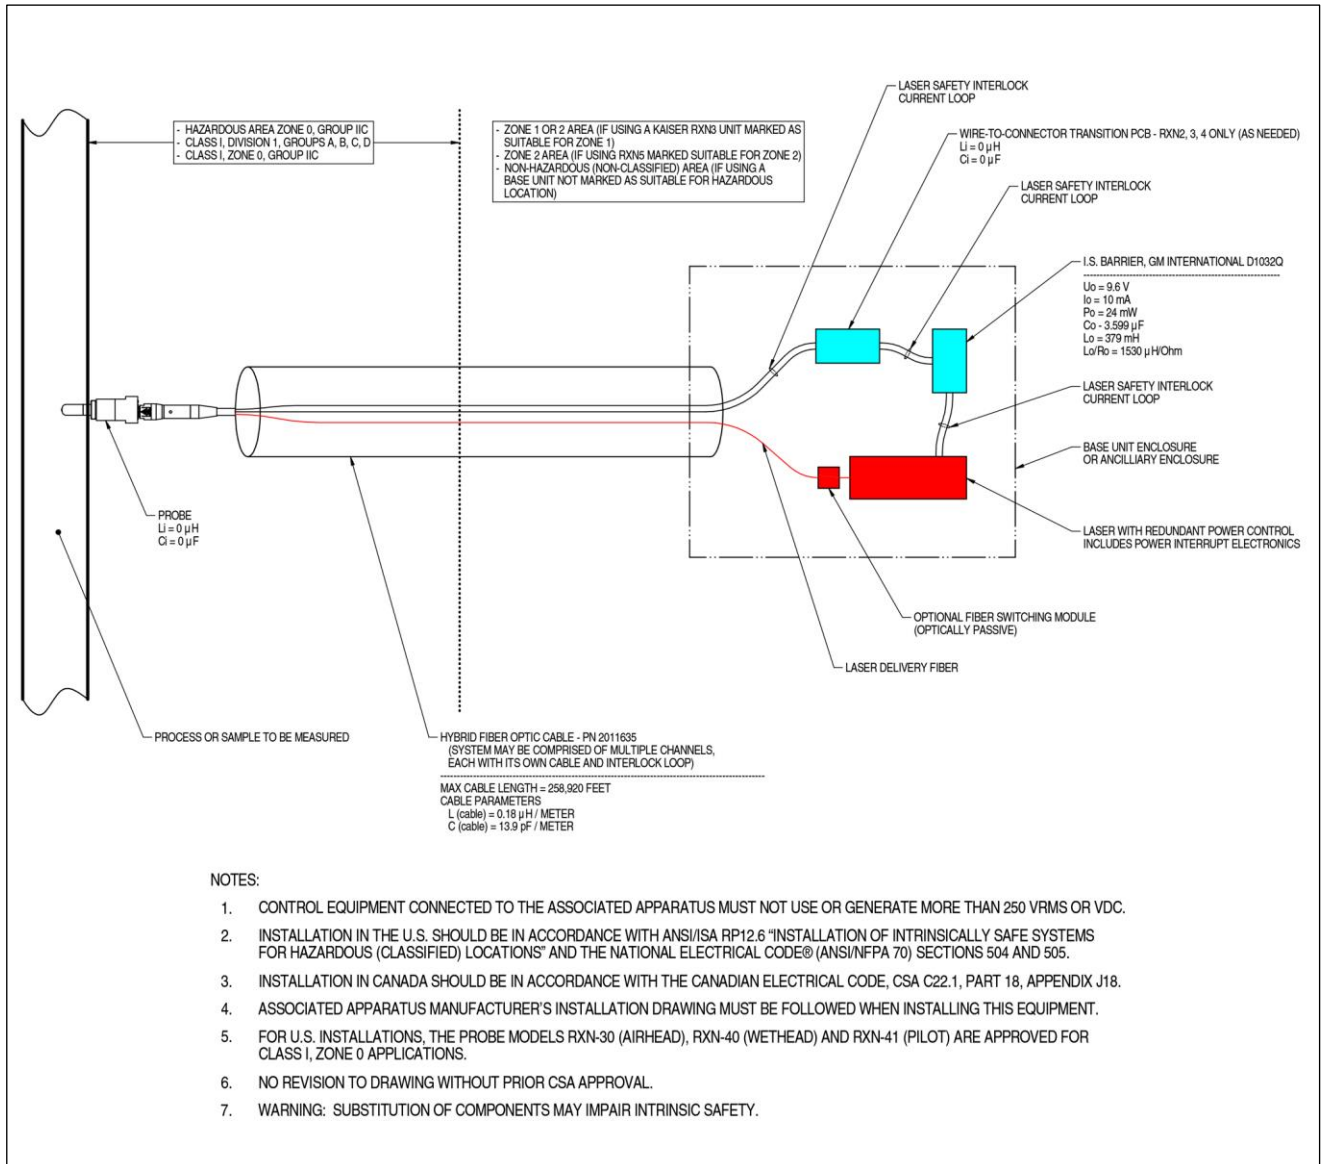 LASER SAFETY INTERLOCK
CURRENT LOOP
- HAZARDOUS AREA ZONE 0, GROUP IIC
- CLASS I, DIVISION 1, GROUPS A, B, C, D
- CLASS I, ZONE 0, GROUP IIC
- ZONE 1 OR 2 AREA (IF USING A KAISER RXN3 UNIT MARKED AS
SUITABLE FOR ZONE 1)
- ZONE 2 AREA (IF USING RXN5 MARKED SUITABLE FOR ZONE 2)
- NON-HAZARDOUS (NON-CLASSIFIED) AREA (IF USING A
BASE UNIT NOT MARKED AS SUITABLE FOR HAZARDOUS
LOCATION)
WIRE-TO-CONNECTOR TRANSITION PCB - RXN2, 3, 4 ONLY (AS NEEDED)
Li = 0 µH
Ci = 0 µF
LASER SAFETY INTERLOCK
CURRENT LOOP
I.S. BARRIER, GM INTERNATIONAL D1032Q
Uo = 9.6 V
Io = 10 mA
Po = 24 mW
Co - 3.599 µF
Lo = 379 mH
Lo/Ro = 1530 µH/Ohm
LASER SAFETY INTERLOCK
CURRENT LOOP
BASE UNIT ENCLOSURE
OR ANCILLIARY ENCLOSURE
PROBE
Li = 0 µH
Ci = 0 µF
LASER WITH REDUNDANT POWER CONTROL
INCLUDES POWER INTERRUPT ELECTRONICS
OPTIONAL FIBER SWITCHING MODULE
(OPTICALLY PASSIVE)
LASER DELIVERY FIBER
PROCESS OR SAMPLE TO BE MEASURED
HYBRID FIBER OPTIC CABLE - PN 2011635
(SYSTEM MAY BE COMPRISED OF MULTIPLE CHANNELS,
EACH WITH ITS OWN CABLE AND INTERLOCK LOOP)
MAX CABLE LENGTH = 258,920 FEET
CABLE PARAMETERS
L (cable) = 0.18 µH / METER
C (cable) = 13.9 pF / METER
NOTES:
1. CONTROL EQUIPMENT CONNECTED TO THE ASSOCIATED APPARATUS MUST NOT USE OR GENERATE MORE THAN 250 VRMS OR VDC.
2. INSTALLATION IN THE U.S. SHOULD BE IN ACCORDANCE WITH ANSI/ISA RP12.6 “INSTALLATION OF INTRINSICALLY SAFE SYSTEMS
FOR HAZARDOUS (CLASSIFIED) LOCATIONS” AND THE NATIONAL ELECTRICAL CODE® (ANSI/NFPA 70) SECTIONS 504 AND 505.
3. INSTALLATION IN CANADA SHOULD BE IN ACCORDANCE WITH THE CANADIAN ELECTRICAL CODE, CSA C22.1, PART 18, APPENDIX J18.
4. ASSOCIATED APPARATUS MANUFACTURER'S INSTALLATION DRAWING MUST BE FOLLOWED WHEN INSTALLING THIS EQUIPMENT.
5. FOR U.S. INSTALLATIONS, THE PROBE MODELS RXN-30 (AIRHEAD), RXN-40 (WETHEAD) AND RXN-41 (PILOT) ARE APPROVED FOR
CLASS I, ZONE 0 APPLICATIONS.
6. NO REVISION TO DRAWING WITHOUT PRIOR CSA APPROVAL.
7. WARNING: SUBSTITUTION OF COMPONENTS MAY IMPAIR INTRINSIC SAFETY.